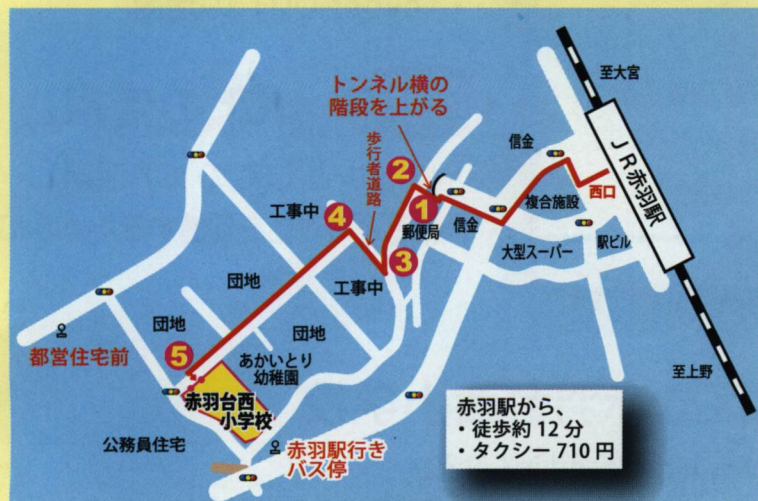 至大宮
トンネル横の
階段を上がる
信金
JR赤羽駅
歩行者道路
2
西口
1
信金
複合施設
工事中
4
郵便局
駅ビル
3
大型スーパー
団地
工事中
団地
団地
都営住宅前
5
あかいとり
幼稚園
至上野
赤羽台西
小学校
赤羽駅から、
・徒歩約12分
・タクシー710円
公務員住宅
赤羽駅行き
バス停